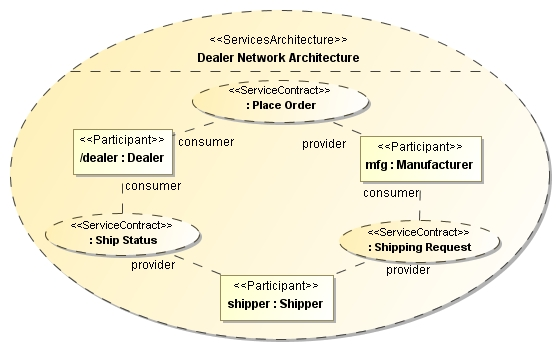 <<ServicesArchitecture>>
Dealer Network Architecture
<<ServiceContract>>
: Place Order
<<Participant>>
/dealer : Dealer
consumer
provider
<<Participant>>
mfg : Manufacturer
consumer
consumer
<<ServiceContract>>
: Ship Status
<<ServiceContract>>
: Shipping Request
provider
provider
<<Participant>>
shipper : Shipper